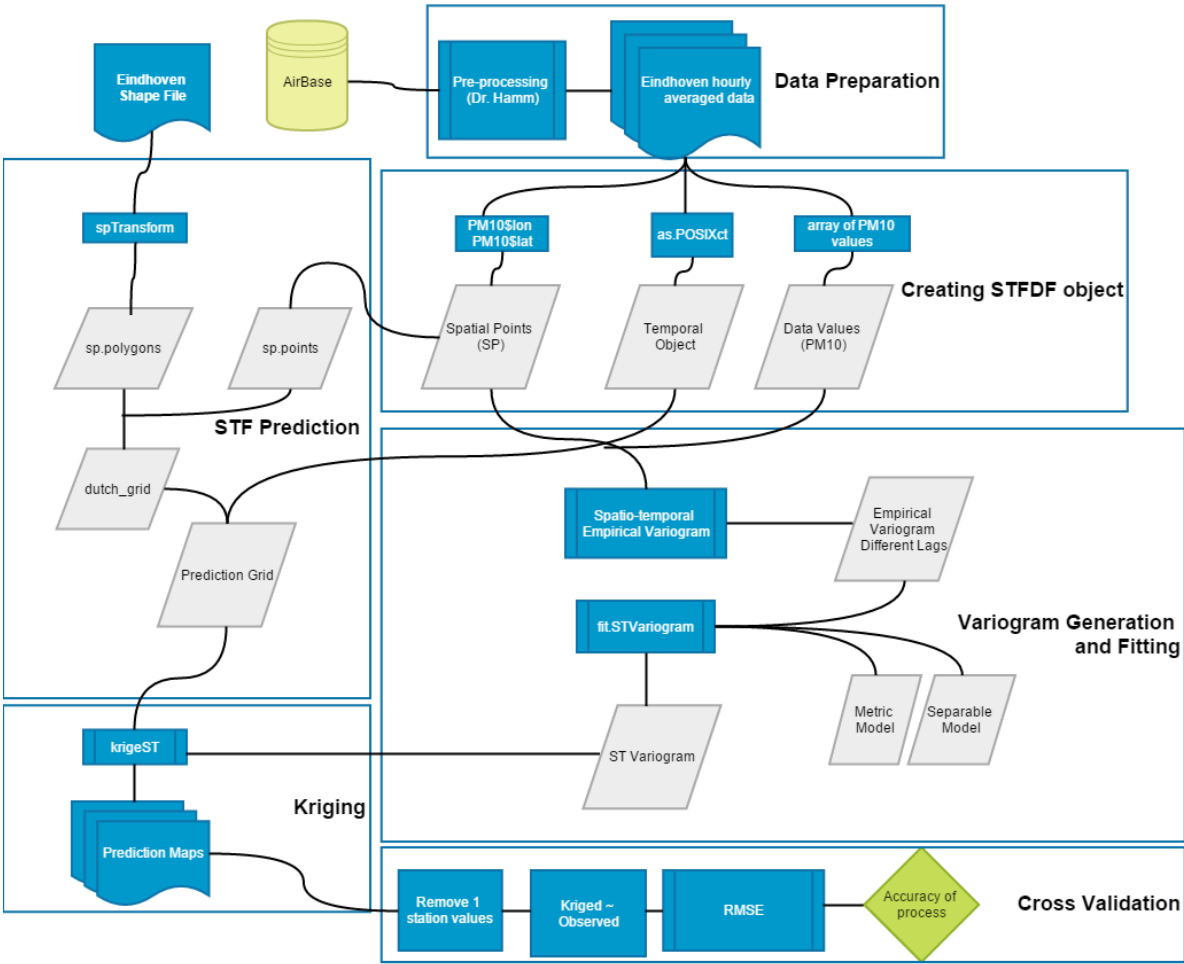 Eindhoven
Shape File
AirBase
Pre-processing
(Dr. Hamm)
Eindhoven hourly
averaged data
Data Preparation
spTransform
PM10$lon
PM10$lat
as.POSIXct
array of PM10
values
Creating STFDF object
sp.polygons
sp.points
Spatial Points
(SP)
Temporal
Object
Data Values
(PM10)
STF Prediction
dutch_grid
Prediction Grid
Spatio-temporal
Empirical Variogram
Empirical
Variogram
Different Lags
fit.STVariogram
Variogram Generation
and Fitting
Metric
Model
Separable
Model
ST Variogram
krigeST
Kriging
Prediction Maps
Remove 1
station values
Kriged ~
Observed
RMSE
Accuracy of
process
Cross Validation